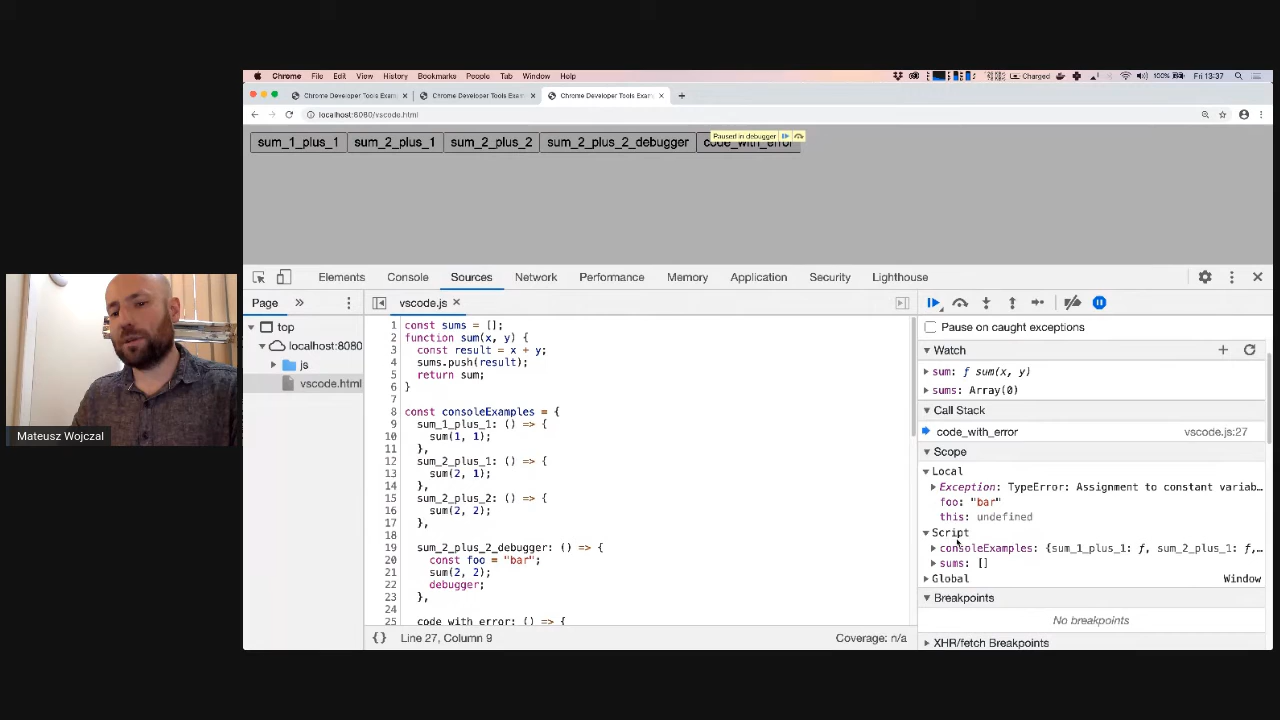 Chrome File Edit View History Bookmarks People Tab Window Help
Charged 100% Fri 13:37
Chrome Developer Tools Exam
Chrome Developer Tools Exam
Chrome Developer Tools Exam
localhost:8080/vscode.html
Paused in debugger
sum_1_plus_1 sum_2_plus_1 sum_2_plus_2 sum_2_plus_2_debugger code_with_error
Elements Console Sources Network Performance Memory Application Security Lighthouse
Page » vscode.js
top
localhost:8080
js
vscode.html
1 const sums = [];
2 function sum(x, y) {
3 const result = x + y;
4 sums.push(result);
5 return sum;
6 }
7
8 const consoleExamples = {
9 sum_1_plus_1: () => {
10 sum(1, 1);
11 },
12 sum_2_plus_1: () => {
13 sum(2, 1);
14 },
15 sum_2_plus_2: () => {
16 sum(2, 2);
17 },
18
19 sum_2_plus_2_debugger: () => {
20 const foo = "bar";
21 sum(2, 2);
22 debugger;
23 },
24
25 code_with_error: () => {
{} Line 27, Column 9 Coverage: n/a
Pause on caught exceptions
Watch
sum: ƒ sum(x, y)
sums: Array(0)
Call Stack
code_with_error vscode.js:27
Scope
Local
Exception: TypeError: Assignment to constant variab…
foo: "bar"
this: undefined
Script
consoleExamples: {sum_1_plus_1: ƒ, sum_2_plus_1: ƒ,…
sums: []
Global Window
Breakpoints
No breakpoints
XHR/fetch Breakpoints
Mateusz Wojczal